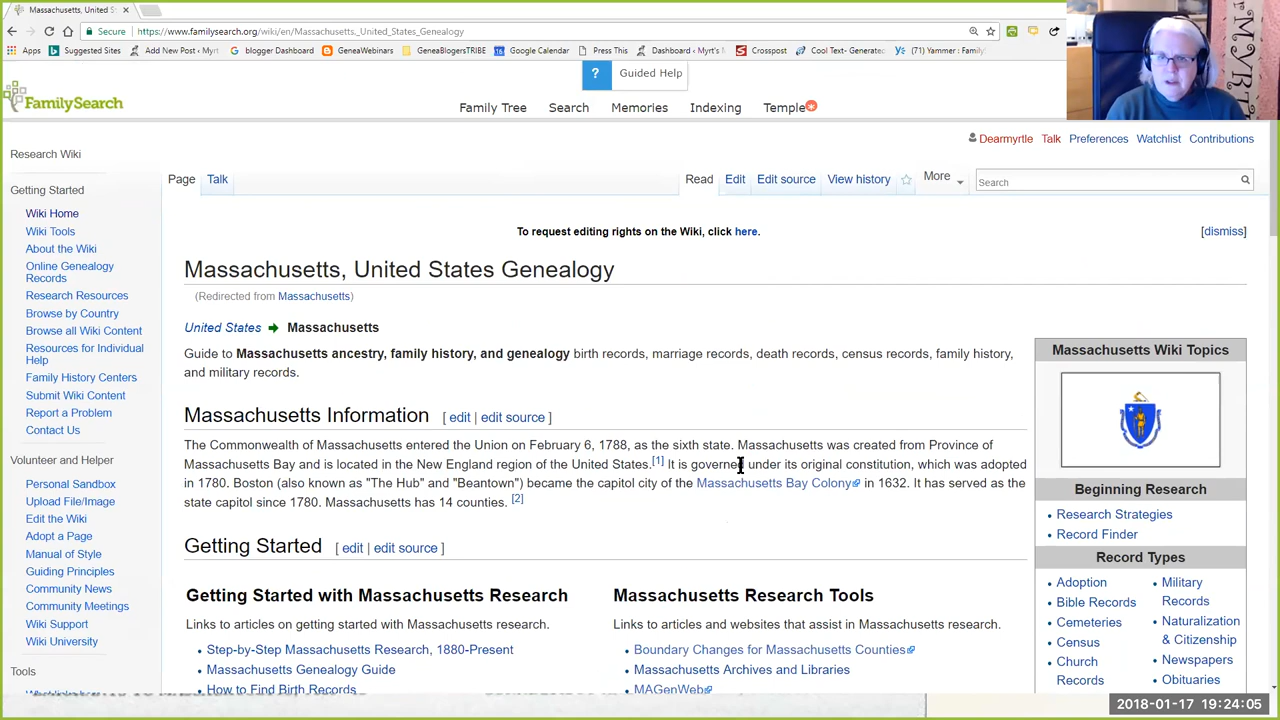 Massachusetts, United S
Secure
https://www.familysearch.org/wiki/en/Massachusetts_United_States_Genealogy
Apps
Suggested Sites
Add New Post ‹ Myrt
blogger Dashboard
GeneaWebinars
GeneaBlogersTRIBE
Google Calendar
Press This
Dashboard ‹ Myrt's
Crosspost
Cool Text- Generate
(71) Yammer : Family
? Guided Help
FamilySearch
Family Tree
Search
Memories
Indexing
Temple
Dearmyrtle Talk Preferences Watchlist Contributions
Research Wiki
Getting Started
Wiki Home
Wiki Tools
About the Wiki
Online Genealogy
Records
Research Resources
Browse by Country
Browse all Wiki Content
Resources for Individual
Help
Family History Centers
Submit Wiki Content
Report a Problem
Contact Us
Volunteer and Helper
Personal Sandbox
Upload File/Image
Edit the Wiki
Adopt a Page
Manual of Style
Guiding Principles
Community News
Community Meetings
Wiki Support
Wiki University
Tools
Page Talk
Read Edit Edit source View history More
Search
To request editing rights on the Wiki, click here.
[dismiss]
Massachusetts, United States Genealogy
(Redirected from Massachusetts)
United States Massachusetts
Guide to Massachusetts ancestry, family history, and genealogy birth records, marriage records, death records, census records, family history,
and military records.
Massachusetts Information [ edit | edit source ]
The Commonwealth of Massachusetts entered the Union on February 6, 1788, as the sixth state. Massachusetts was created from Province of
Massachusetts Bay and is located in the New England region of the United States.[1] It is governed under its original constitution, which was adopted
in 1780. Boston (also known as "The Hub" and "Beantown") became the capitol city of the Massachusetts Bay Colony in 1632. It has served as the
state capitol since 1780. Massachusetts has 14 counties. [2]
Getting Started [ edit | edit source ]
Getting Started with Massachusetts Research
Links to articles on getting started with Massachusetts research.
• Step-by-Step Massachusetts Research, 1880-Present
• Massachusetts Genealogy Guide
• How to Find Birth Records
Massachusetts Research Tools
Links to articles and websites that assist in Massachusetts research.
• Boundary Changes for Massachusetts Counties
• Massachusetts Archives and Libraries
• MAGenWeb
Massachusetts Wiki Topics
Beginning Research
• Research Strategies
• Record Finder
Record Types
• Adoption
• Bible Records
• Cemeteries
• Census
• Church
Records
• Military
Records
• Naturalization
& Citizenship
• Newspapers
• Obituaries
2018-01-17 19:24:05